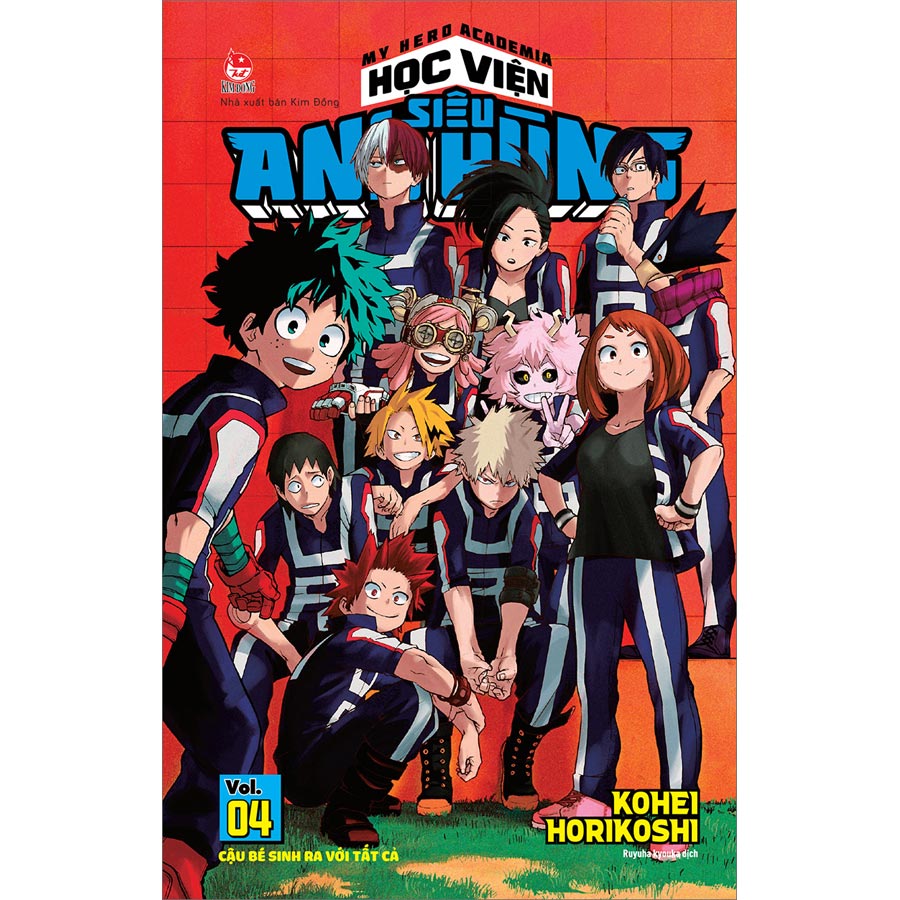 MY HERO ACADEMIA
HỌC VIỆN
SIÊU
ANH HÙNG
KIM ĐỒNG
Nhà xuất bản Kim Đồng
Vol.
04
CẬU BÉ SINH RA VỚI TẤT CẢ
KOHEI
HORIKOSHI
Ruyuha Kyouka dịch